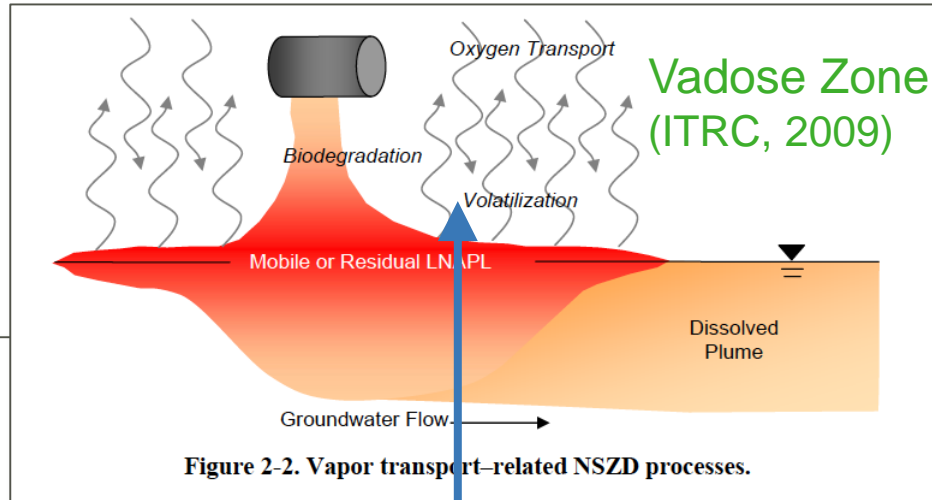 Oxygen Transport
Vadose Zone
(ITRC, 2009)
Biodegradation
Volatilization
Mobile or Residual LNAPL
Dissolved
Plume
Groundwater Flow
Figure 2-2. Vapor transport–related NSZD processes.